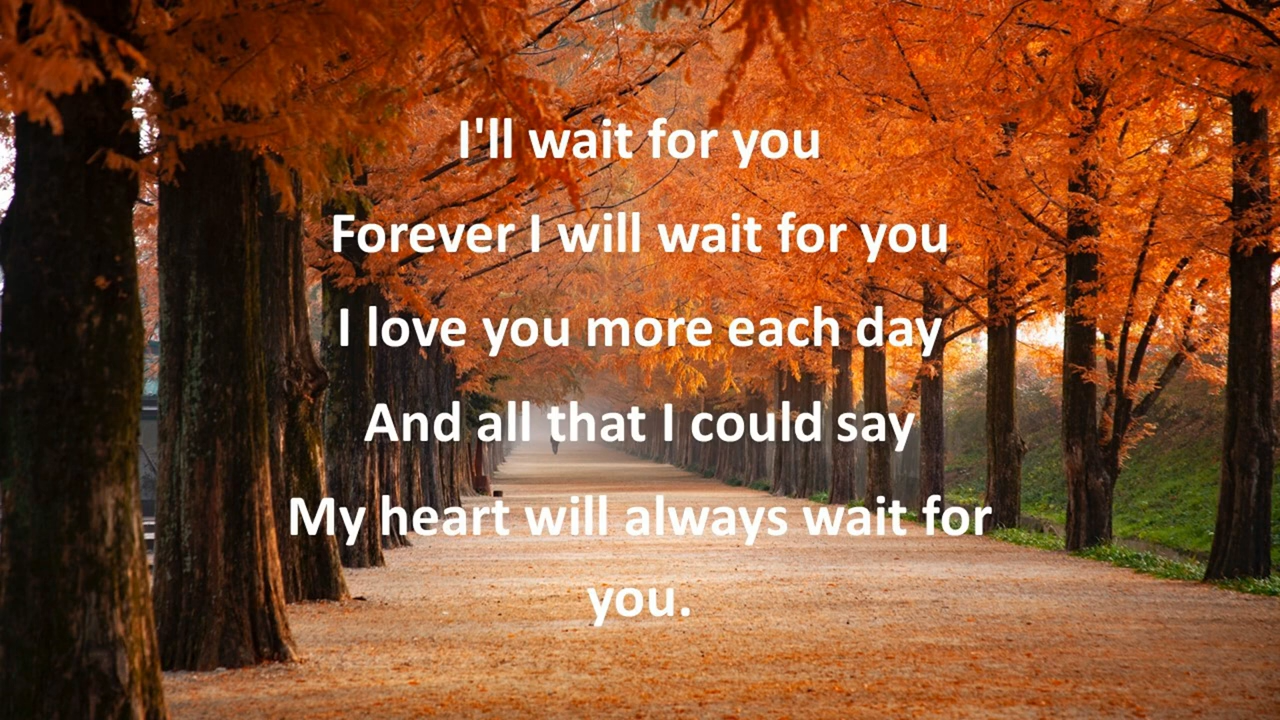 I'll wait for you
Forever I will wait for you
I love you more each day
And all that I could say
My heart will always wait for
you.